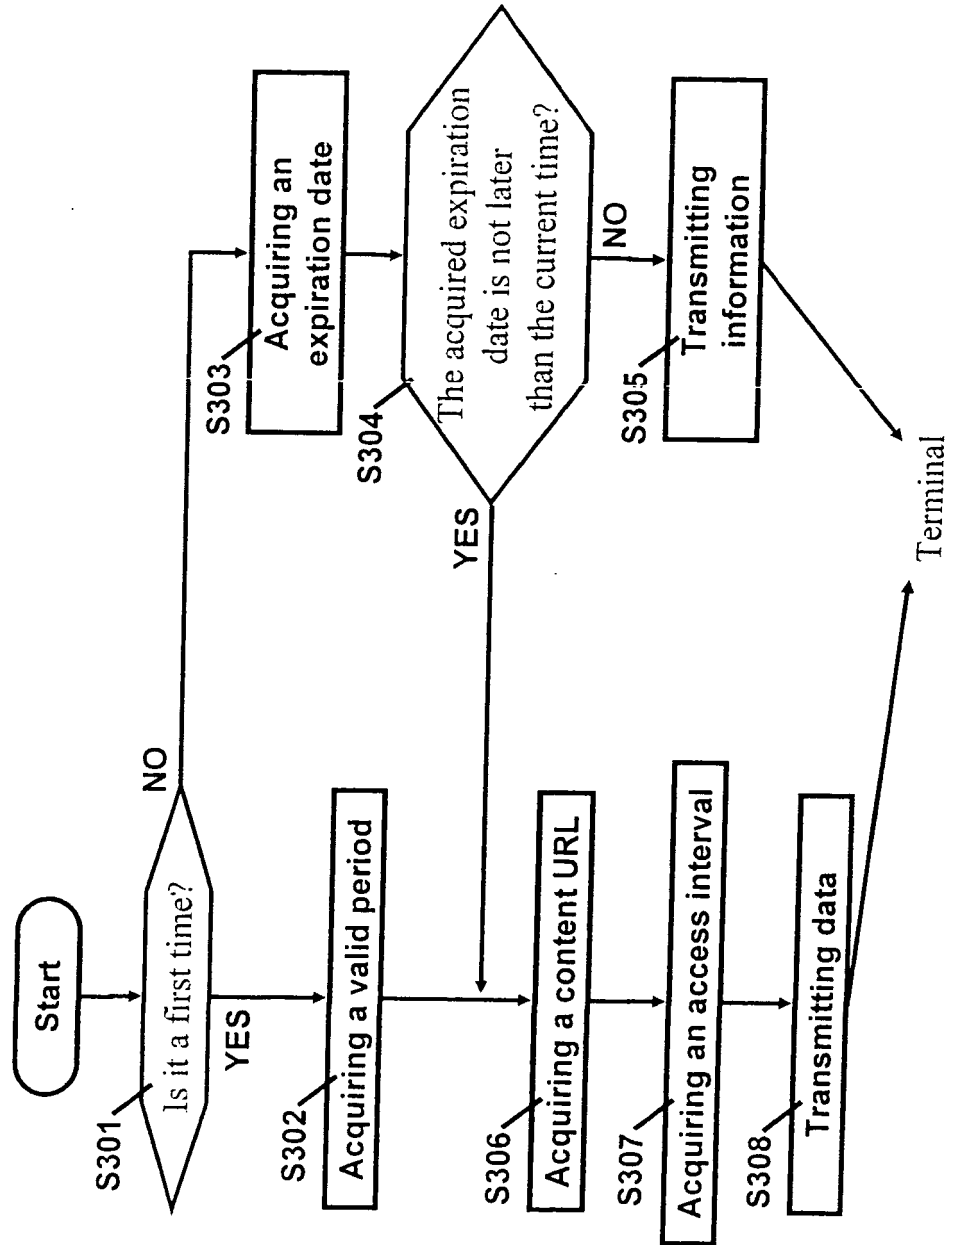 Start
S301
Is it a first time?
NO
YES
S302
Acquiring a valid period
S303
Acquiring an
expiration date
S304
The acquired expiration
date is not later
than the current time?
YES
NO
S305
Transmitting
information
S306
Acquiring a content URL
S307
Acquiring an access interval
S308
Transmitting data
Terminal